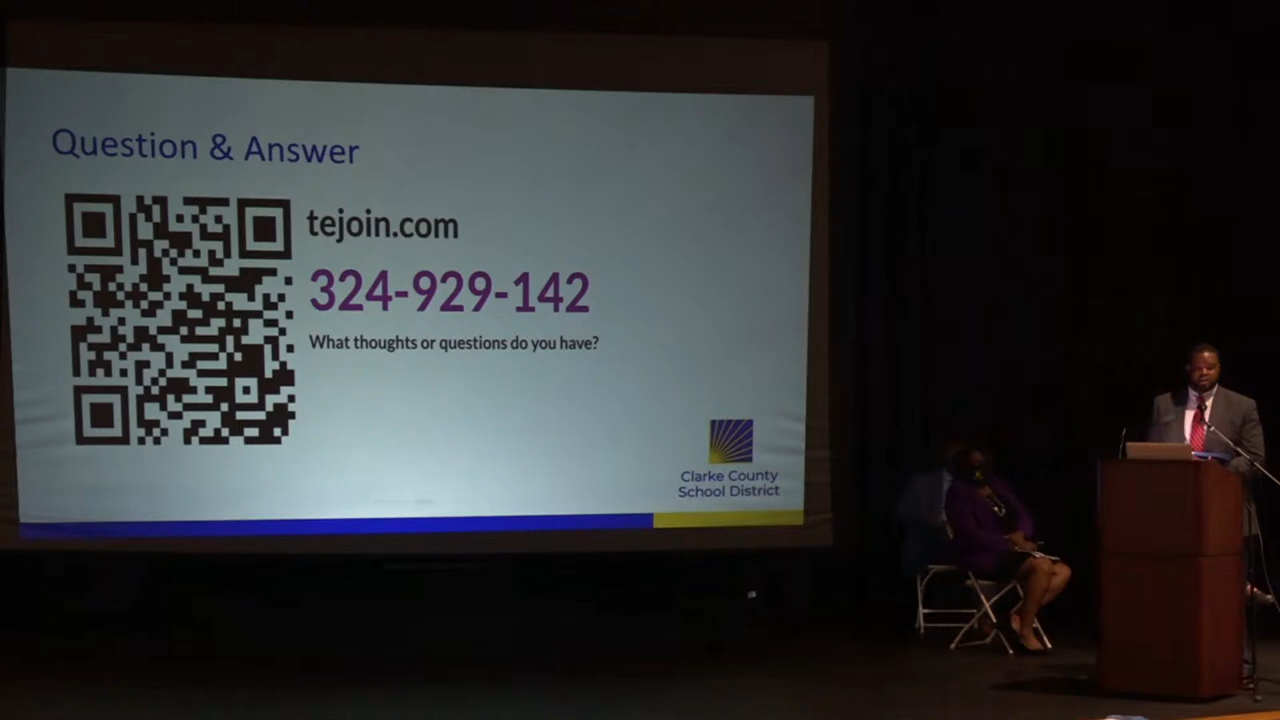 Question & Answer
tejoin.com
324-929-142
What thoughts or questions do you have?
Clarke County
School District